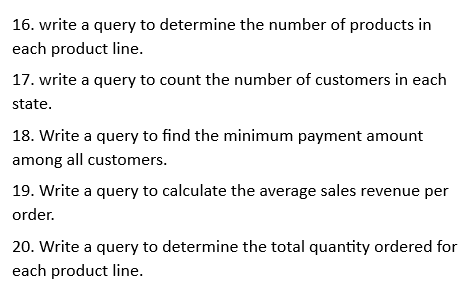 16. write a query to determine the number of products in
each product line.
17. write a query to count the number of customers in each
state.
18. Write a query to find the minimum payment amount
among all customers.
19. Write a query to calculate the average sales revenue per
order.
20. Write a query to determine the total quantity ordered for
each product line.